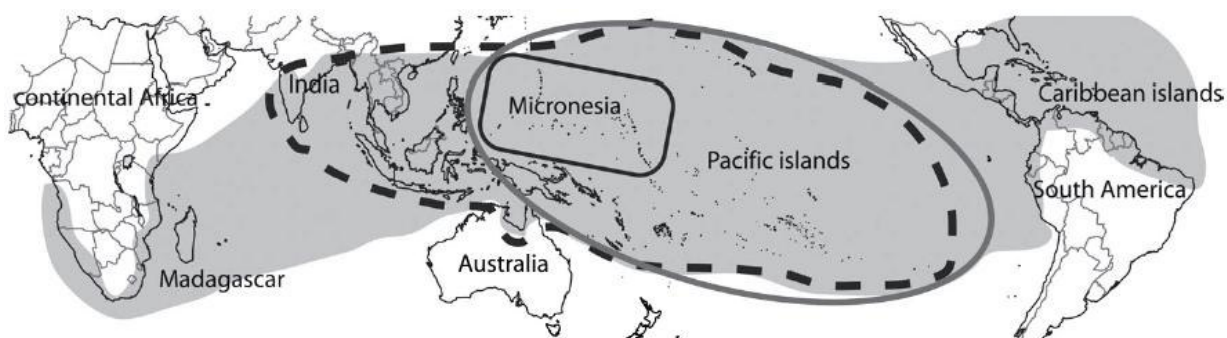 India
continental Africa
Micronesia
Caribbean islands
Pacific islands
South America
Australia
Madagascar